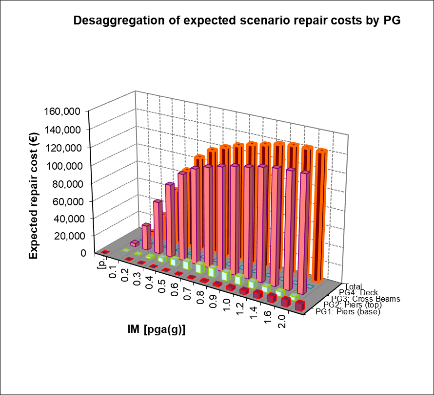 Desaggregation of expected scenario repair costs by PG
Expected repair cost (€)
160,000
140,000
120,000
100,000
80,000
60,000
40,000
20,000
0
[p
0.1
0.2
0.3
0.4
0.5
0.6
0.7
0.8
0.9
1.0
1.2
1.4
1.6
2.0
IM [pga(g)]
Total
PG4: Deck
PG3: Cross Beams
PG2: Piers (top)
PG1: Piers (base)